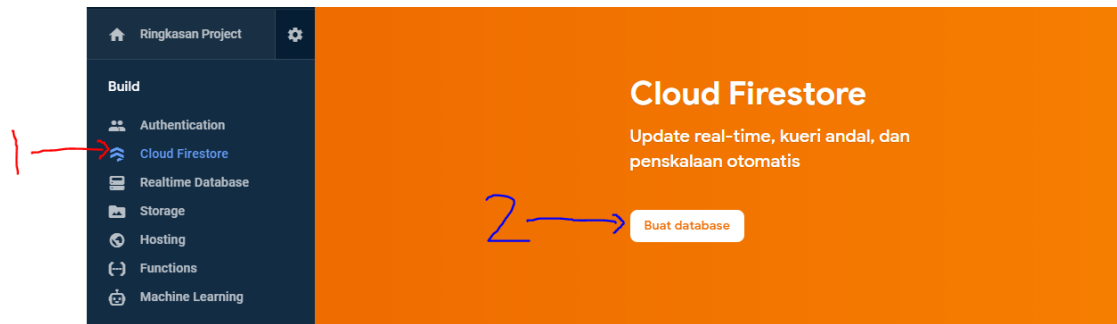 Ringkasan Project
Build
Authentication
1
Cloud Firestore
Realtime Database
Storage
Hosting
Functions
Machine Learning
Cloud Firestore
Update real-time, kueri andal, dan
penskalaan otomatis
2
Buat database